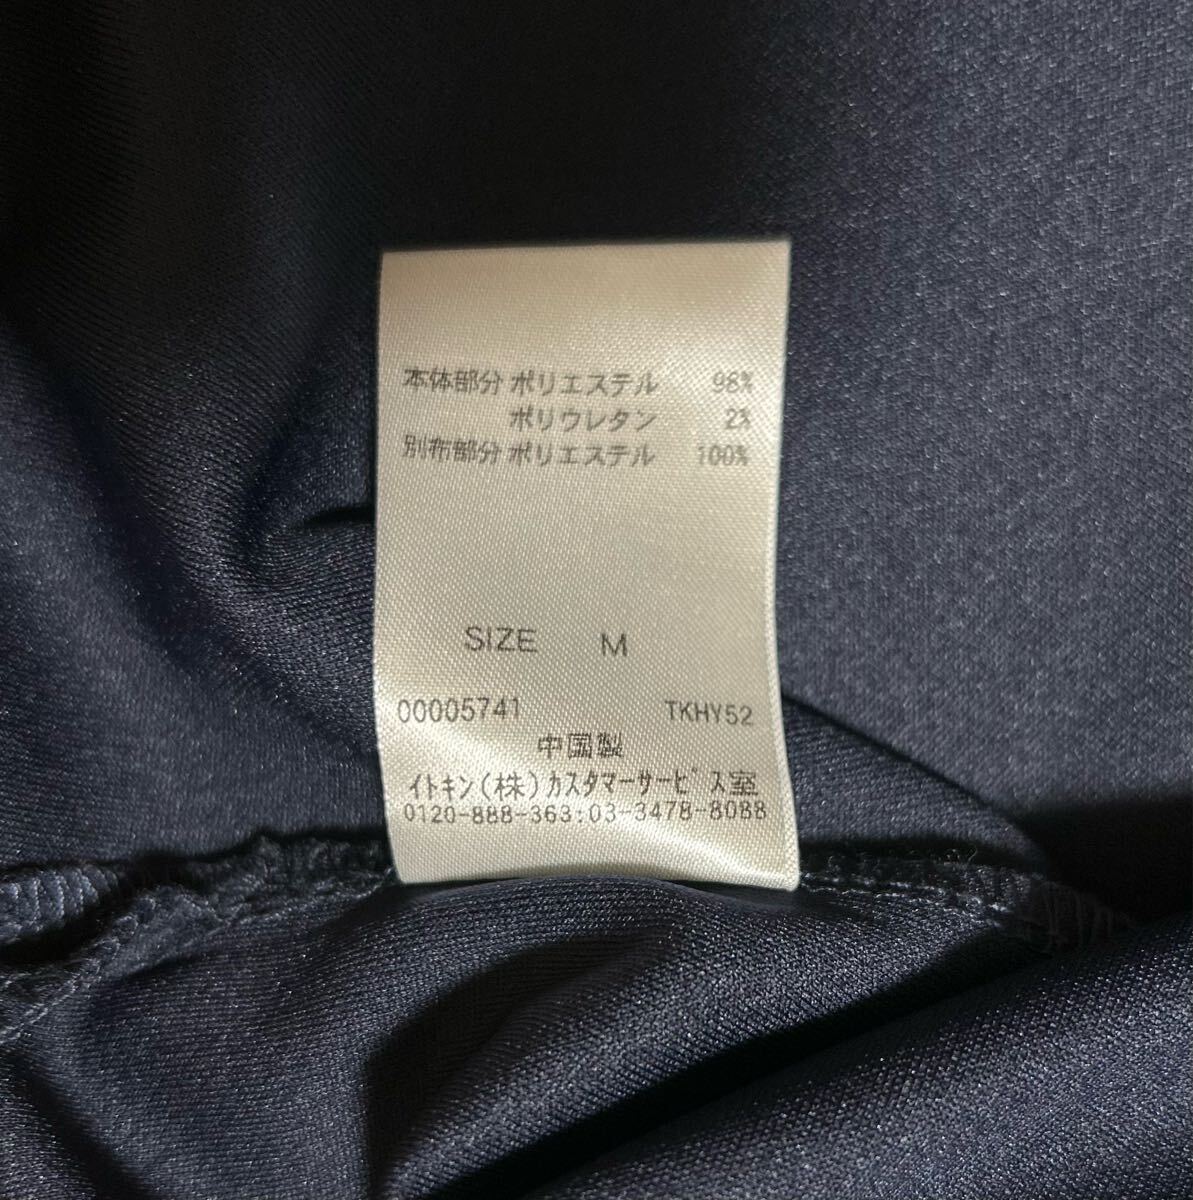 本体部分 ポリエステル 98%
ポリウレタン 2%
別布部分 ポリエステル 100%
SIZE M
00005741 TKHY52
中国製
イトキン(株)カスタマーサービス室
0120-888-363:03-3478-8088